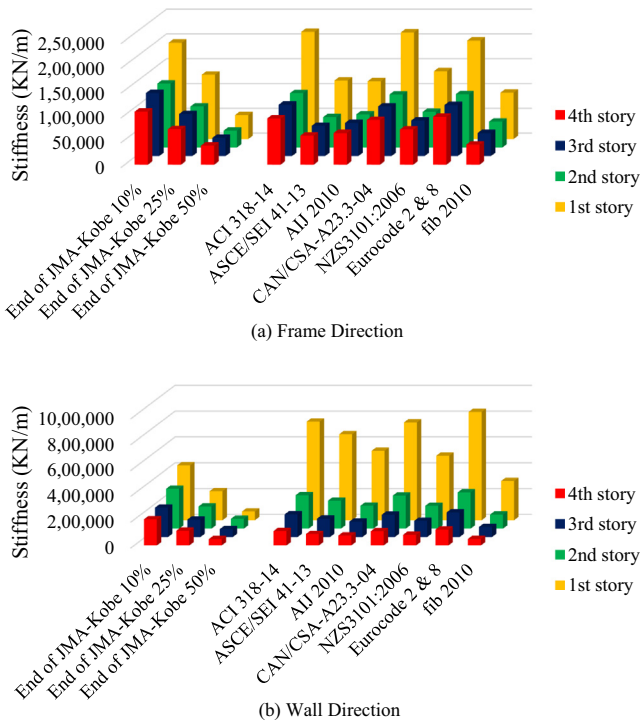 Stiffness (KN/m)
2,50,000
2,00,000
1,50,000
1,00,000
50,000
0
End of JMA-Kobe 10%
End of JMA-Kobe 25%
End of JMA-Kobe 50%
ACI 318-14
ASCE/SEI 41-13
AIJ 2010
CAN/CSA-A23.3-04
NZS3101:2006
Eurocode 2 & 8
fib 2010
4th story
3rd story
2nd story
1st story
(a) Frame Direction
Stiffness (KN/m)
10,00,000
8,00,000
6,00,000
4,00,000
2,00,000
0
End of JMA-Kobe 10%
End of JMA-Kobe 25%
End of JMA-Kobe 50%
ACI 318-14
ASCE/SEI 41-13
AIJ 2010
CAN/CSA-A23.3-04
NZS3101:2006
Eurocode 2 & 8
fib 2010
4th story
3rd story
2nd story
1st story
(b) Wall Direction